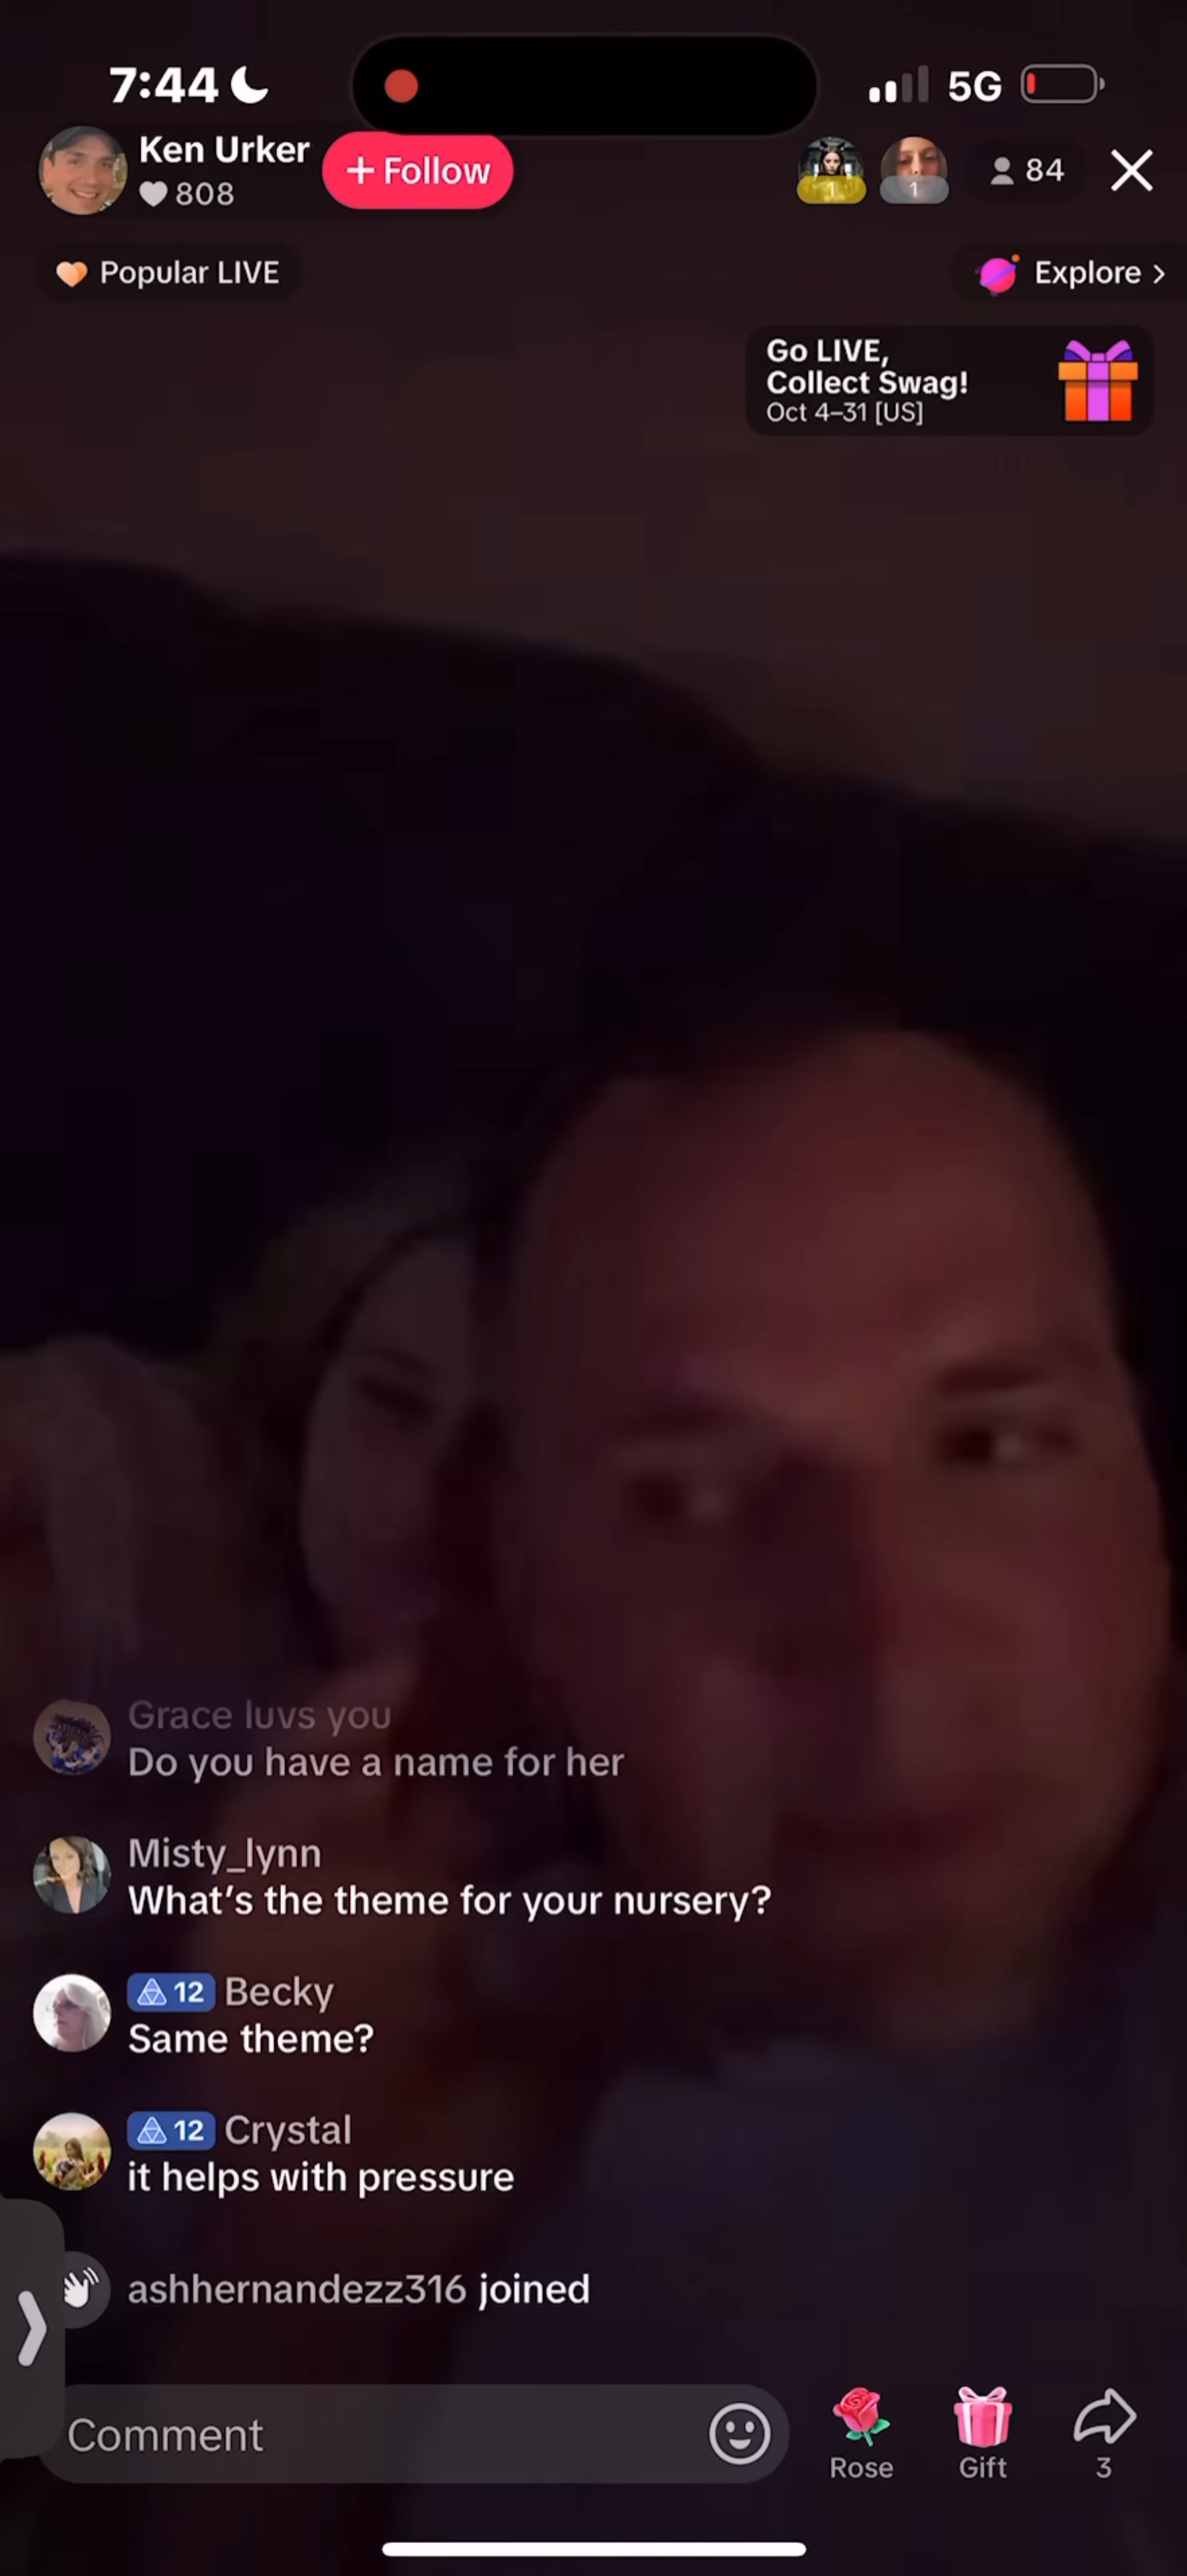 7:44
5G
Ken Urker
808
+ Follow
1
1
84
Popular LIVE
Explore >
Go LIVE,
Collect Swag!
Oct 4–31 [US]
Grace luvs you
Do you have a name for her
Misty_lynn
What's the theme for your nursery?
12 Becky
Same theme?
12 Crystal
it helps with pressure
ashhernandezz316 joined
Comment
Rose
Gift
3